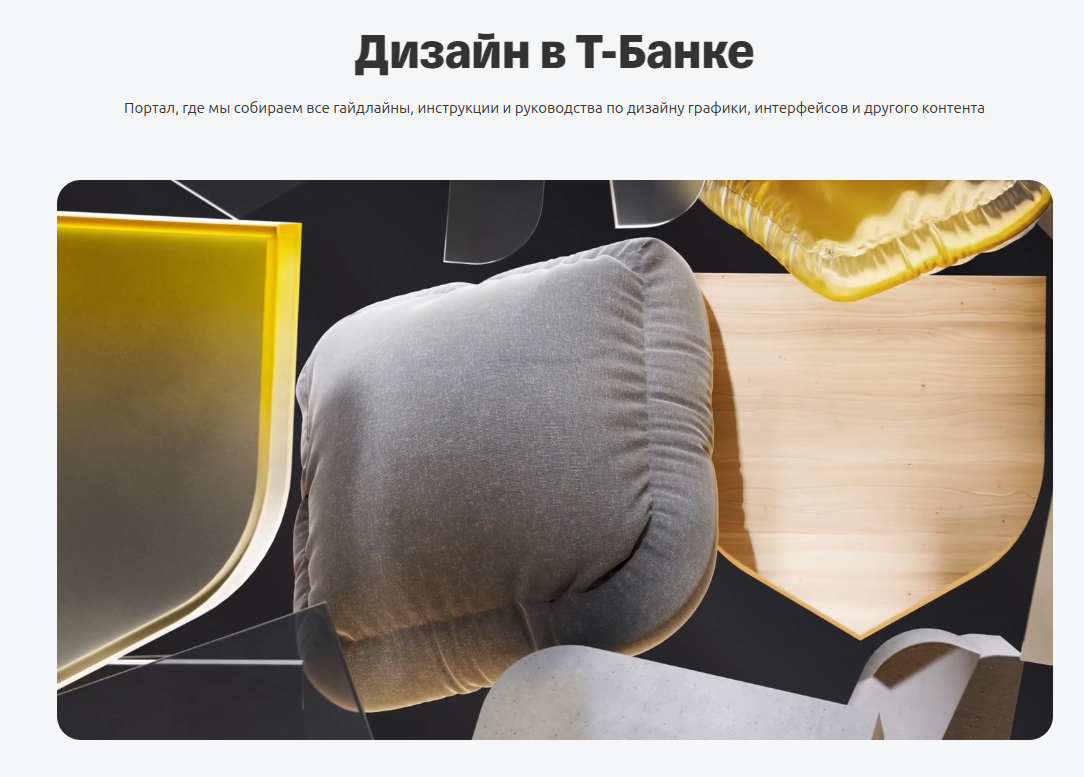 Дизайн в Т-Банке
Портал, где мы собираем все гайдлайны, инструкции и руководства по дизайну графики, интерфейсов и другого контента